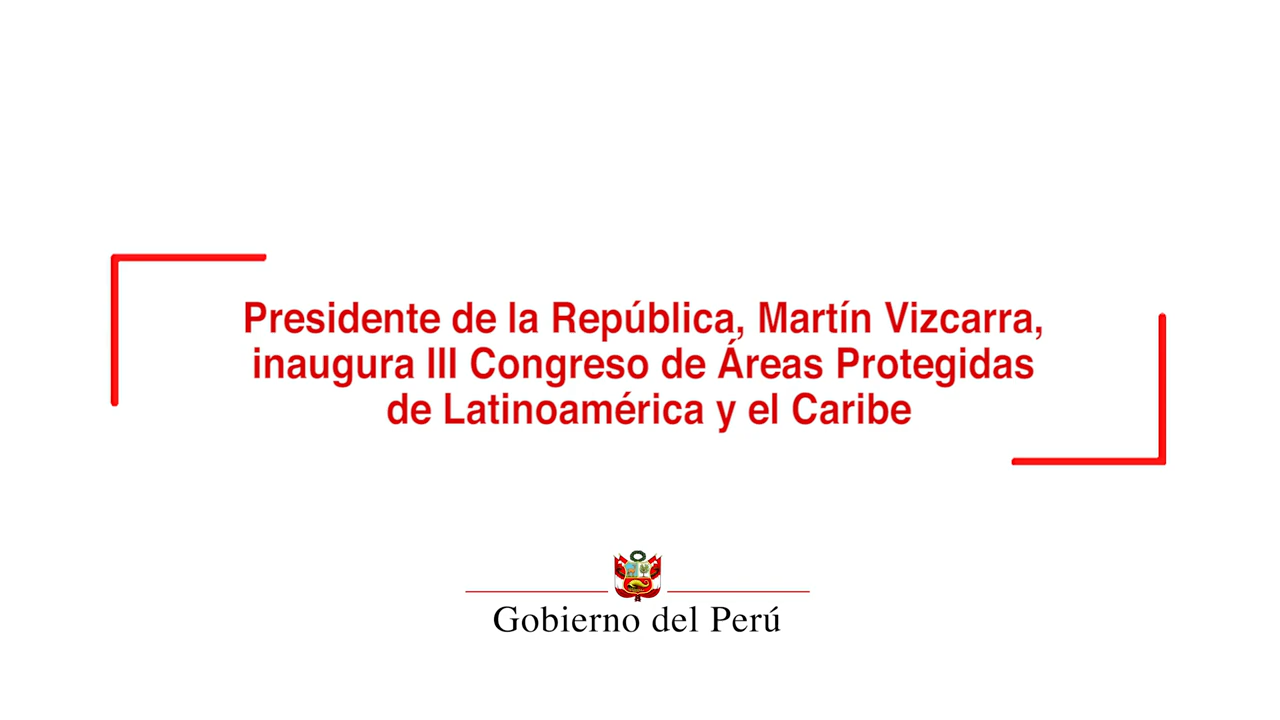 Presidente de la República, Martín Vizcarra,
inaugura III Congreso de Áreas Protegidas
de Latinoamérica y el Caribe
Gobierno del Perú